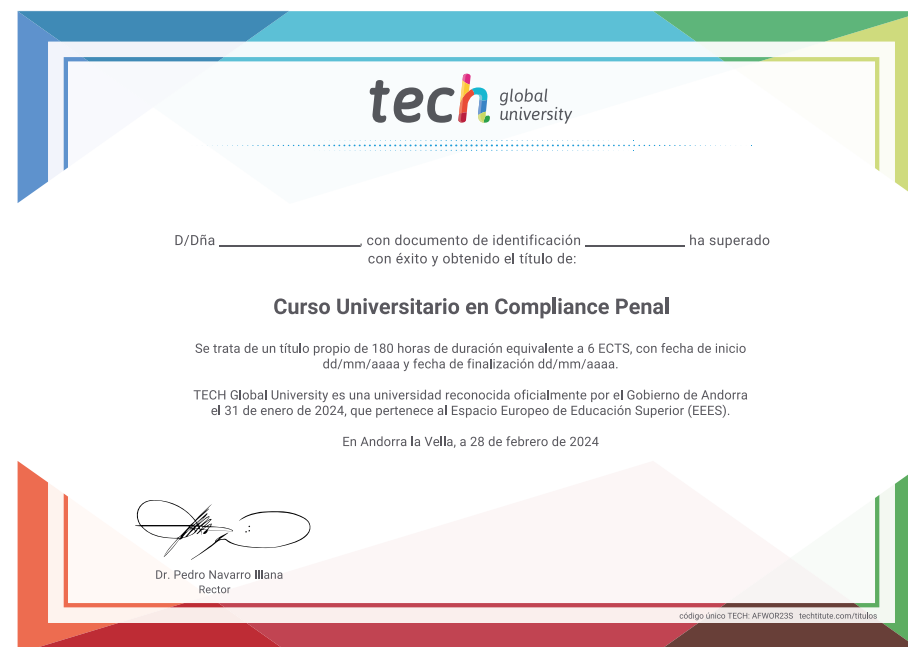 tech global university
D/Dña ______________, con documento de identificación __________ ha superado
con éxito y obtenido el título de:
Curso Universitario en Compliance Penal
Se trata de un título propio de 180 horas de duración equivalente a 6 ECTS, con fecha de inicio
dd/mm/aaaa y fecha de finalización dd/mm/aaaa.
TECH Global University es una universidad reconocida oficialmente por el Gobierno de Andorra
el 31 de enero de 2024, que pertenece al Espacio Europeo de Educación Superior (EEES).
En Andorra la Vella, a 28 de febrero de 2024
Dr. Pedro Navarro Illana
Rector
código único TECH: AFWOR23S techtitute.com/titulos